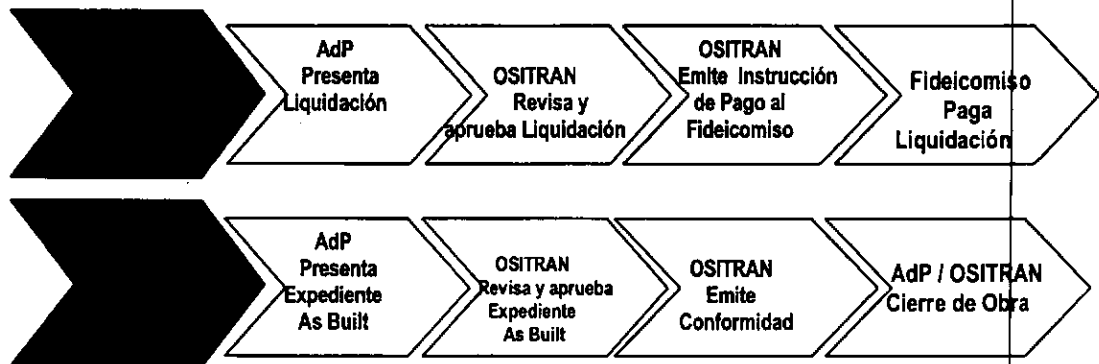 AdP
Presenta
Liquidación
OSITRAN
Revisa y
aprueba Liquidación
OSITRAN
Emite Instrucción
de Pago al
Fideicomiso
Fideicomiso
Paga
Liquidación
AdP
Presenta
Expediente
As Built
OSITRAN
Revisa y aprueba
Expediente
As Built
OSITRAN
Emite
Conformidad
AdP / OSITRAN
Cierre de Obra